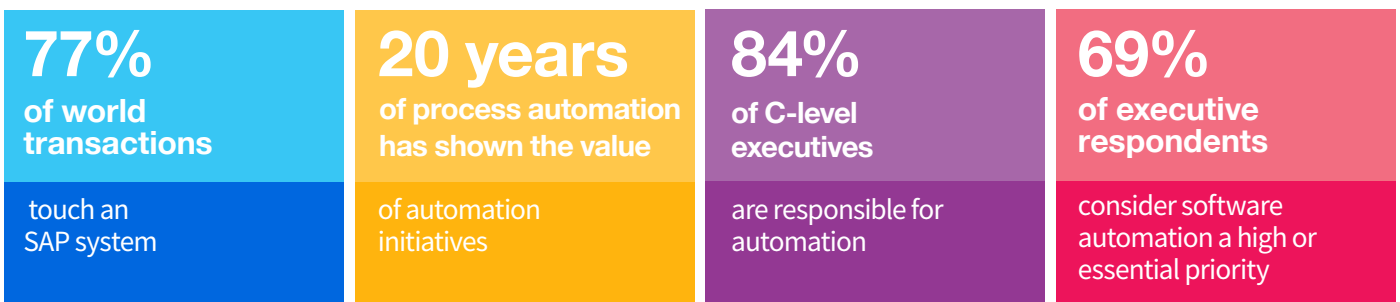 77%
of world
transactions
touch an
SAP system
20 years
of process automation
has shown the value
of automation
initiatives
84%
of C-level
executives
are responsible for
automation
69%
of executive
respondents
consider software
automation a high or
essential priority